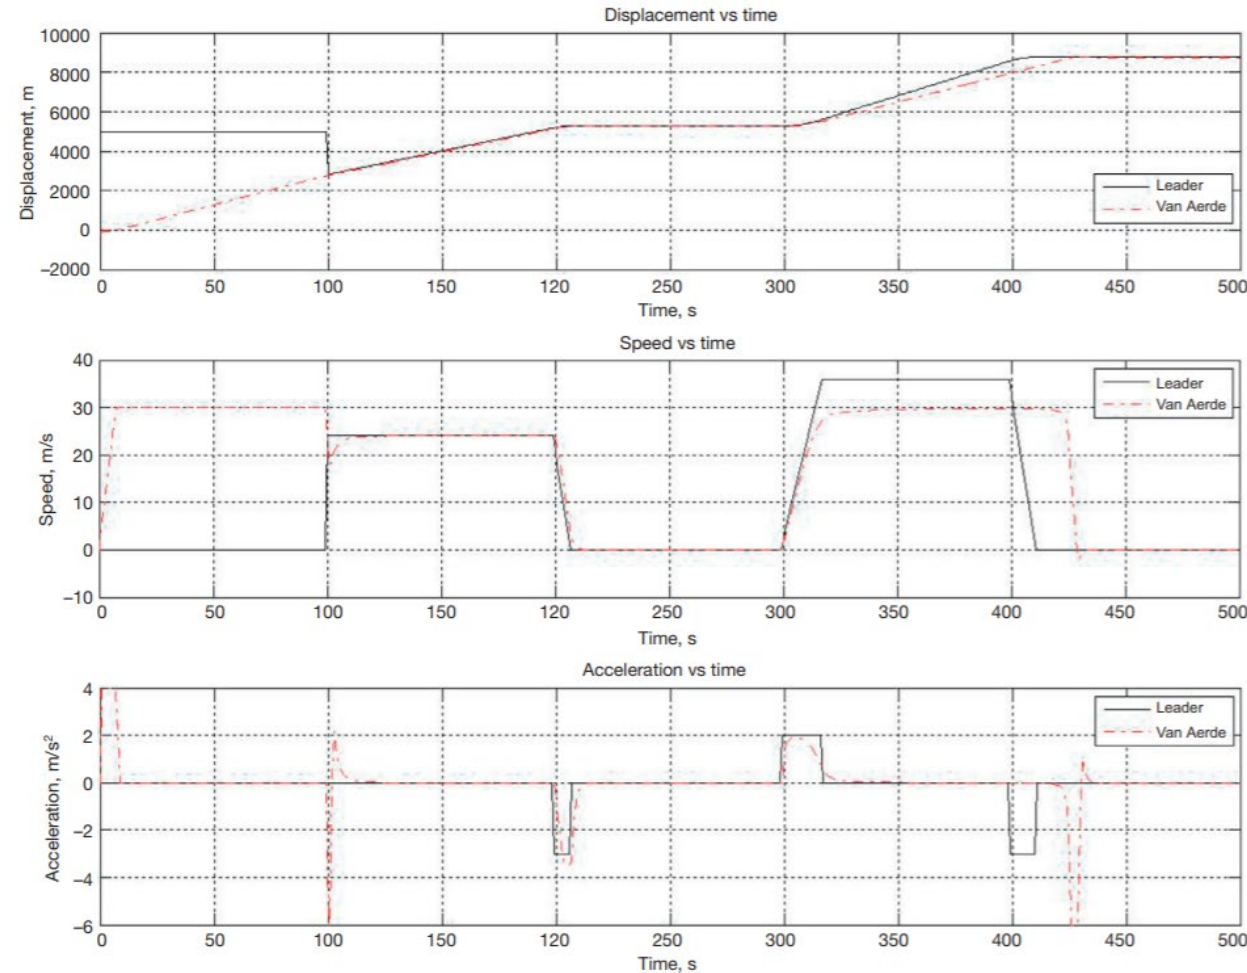 Displacement vs time
10000
8000
6000
4000
2000
0
–2000
Displacement, m
Leader
Van Aerde
0 50 100 150 120 250 300 350 400 450 500
Time, s
Speed vs time
40
30
20
10
0
–10
Speed, m/s
Leader
Van Aerde
0 50 100 150 120 250 300 350 400 450 500
Time, s
Acceleration vs time
4
2
0
–2
–4
–6
Acceleration, m/s²
Leader
Van Aerde
0 50 100 150 120 250 300 350 400 450 500
Time, s